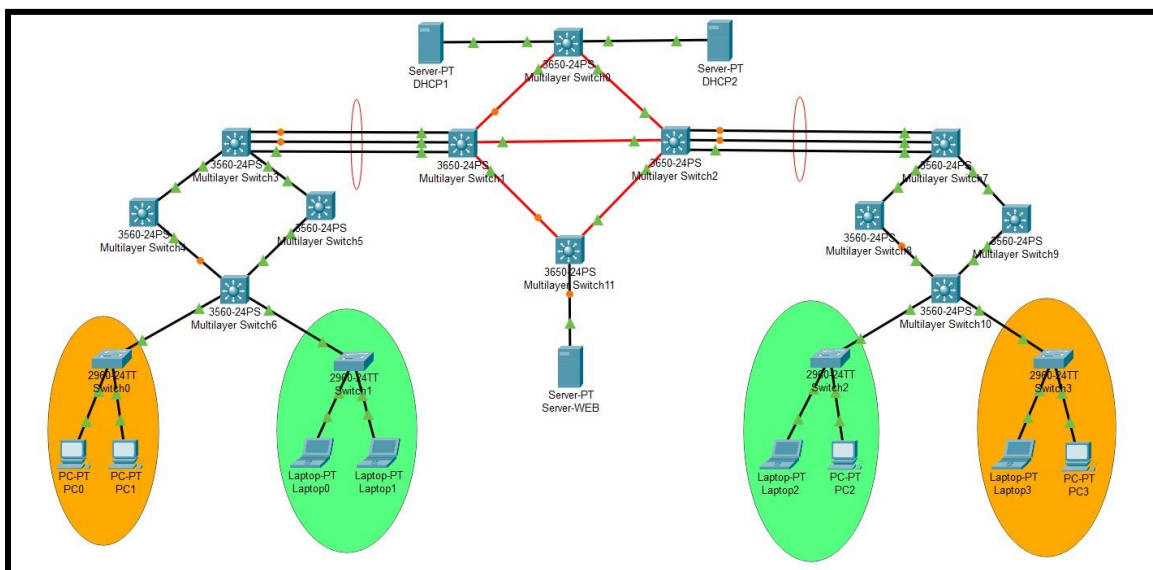 3650-24PS
Multilayer Switch0
Server-PT
DHCP1
Server-PT
DHCP2
3560-24PS
Multilayer Switch3
3650-24PS
Multilayer Switch1
3650-24PS
Multilayer Switch2
3560-24PS
Multilayer Switch7
3560-24PS
Multilayer Switch4
3560-24PS
Multilayer Switch5
3560-24PS
Multilayer Switch8
3560-24PS
Multilayer Switch9
3650-24PS
Multilayer Switch11
3560-24PS
Multilayer Switch6
3560-24PS
Multilayer Switch10
2960-24TT
Switch0
2960-24TT
Switch1
Server-PT
Server-WEB
2960-24TT
Switch2
2960-24TT
Switch3
PC-PT
PC0
PC-PT
PC1
Laptop-PT
Laptop0
Laptop-PT
Laptop1
Laptop-PT
Laptop2
PC-PT
PC2
Laptop-PT
Laptop3
PC-PT
PC3